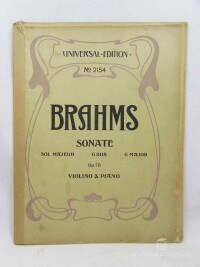 UNIVERSAL-EDITION
No 2154
BRAHMS
SONATE
SOL MAJEUR G DUR G MAJOR
Op. 78
VIOLINO & PIANO